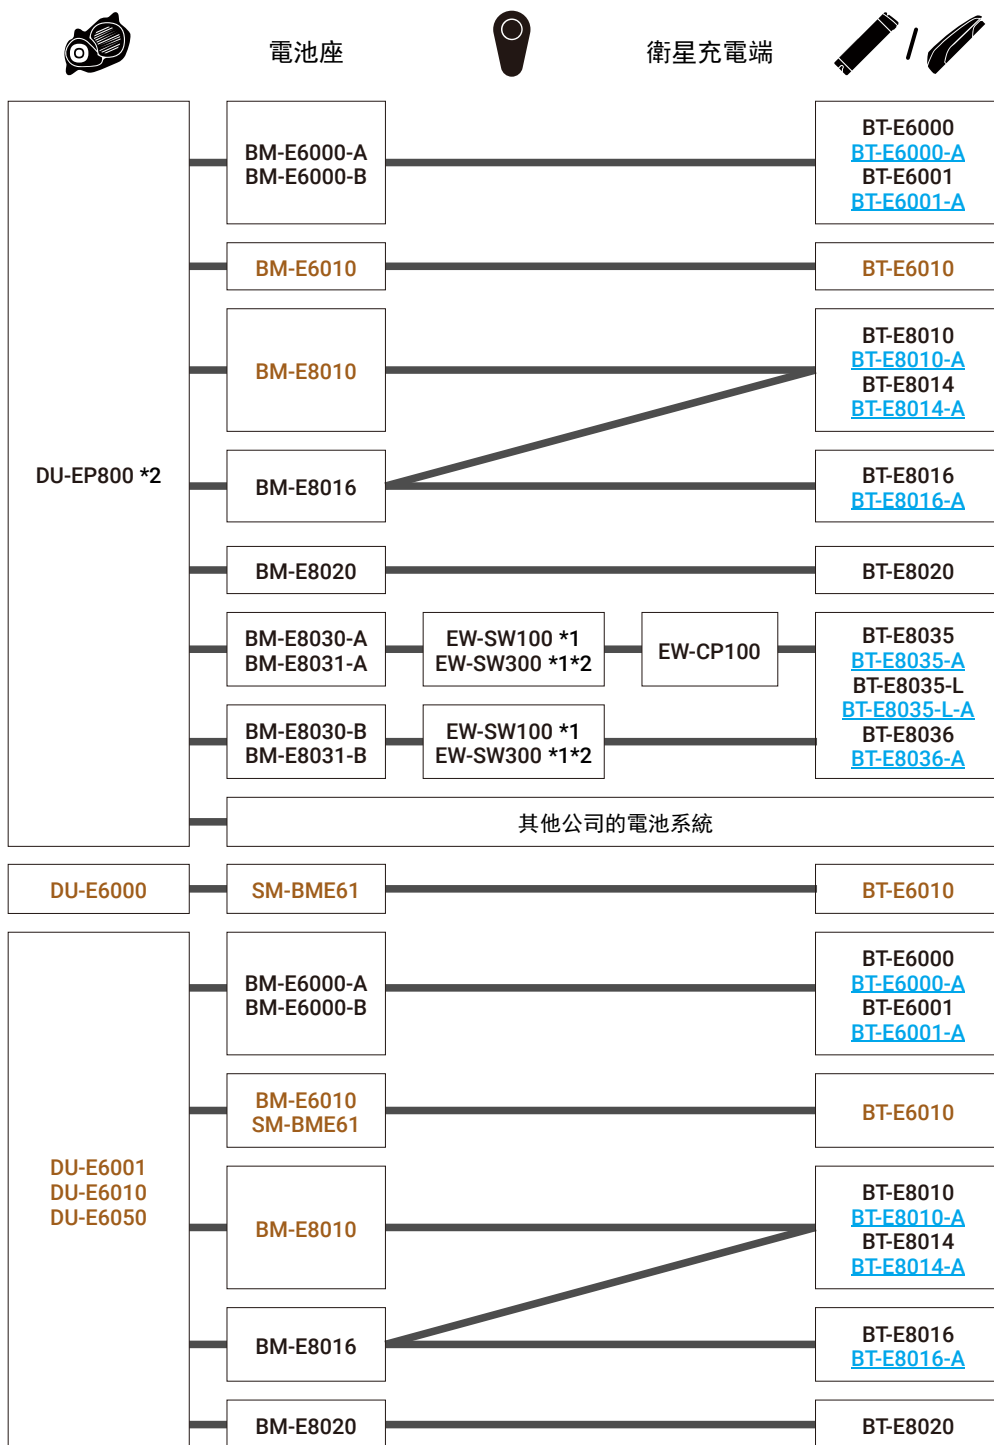 電池座
衛星充電端
DU-EP800 *2
BM-E6000-A
BM-E6000-B
BT-E6000
BT-E6000-A
BT-E6001
BT-E6001-A
BM-E6010
BT-E6010
BM-E8010
BT-E8010
BT-E8010-A
BT-E8014
BT-E8014-A
BM-E8016
BT-E8016
BT-E8016-A
BM-E8020
BT-E8020
BM-E8030-A
BM-E8031-A
EW-SW100 *1
EW-SW300 *1*2
EW-CP100
BM-E8030-B
BM-E8031-B
EW-SW100 *1
EW-SW300 *1*2
BT-E8035
BT-E8035-A
BT-E8035-L
BT-E8035-L-A
BT-E8036
BT-E8036-A
其他公司的電池系統
DU-E6000
SM-BME61
BT-E6010
DU-E6001
DU-E6010
DU-E6050
BM-E6000-A
BM-E6000-B
BT-E6000
BT-E6000-A
BT-E6001
BT-E6001-A
BM-E6010
SM-BME61
BT-E6010
BM-E8010
BT-E8010
BT-E8010-A
BT-E8014
BT-E8014-A
BM-E8016
BT-E8016
BT-E8016-A
BM-E8020
BT-E8020